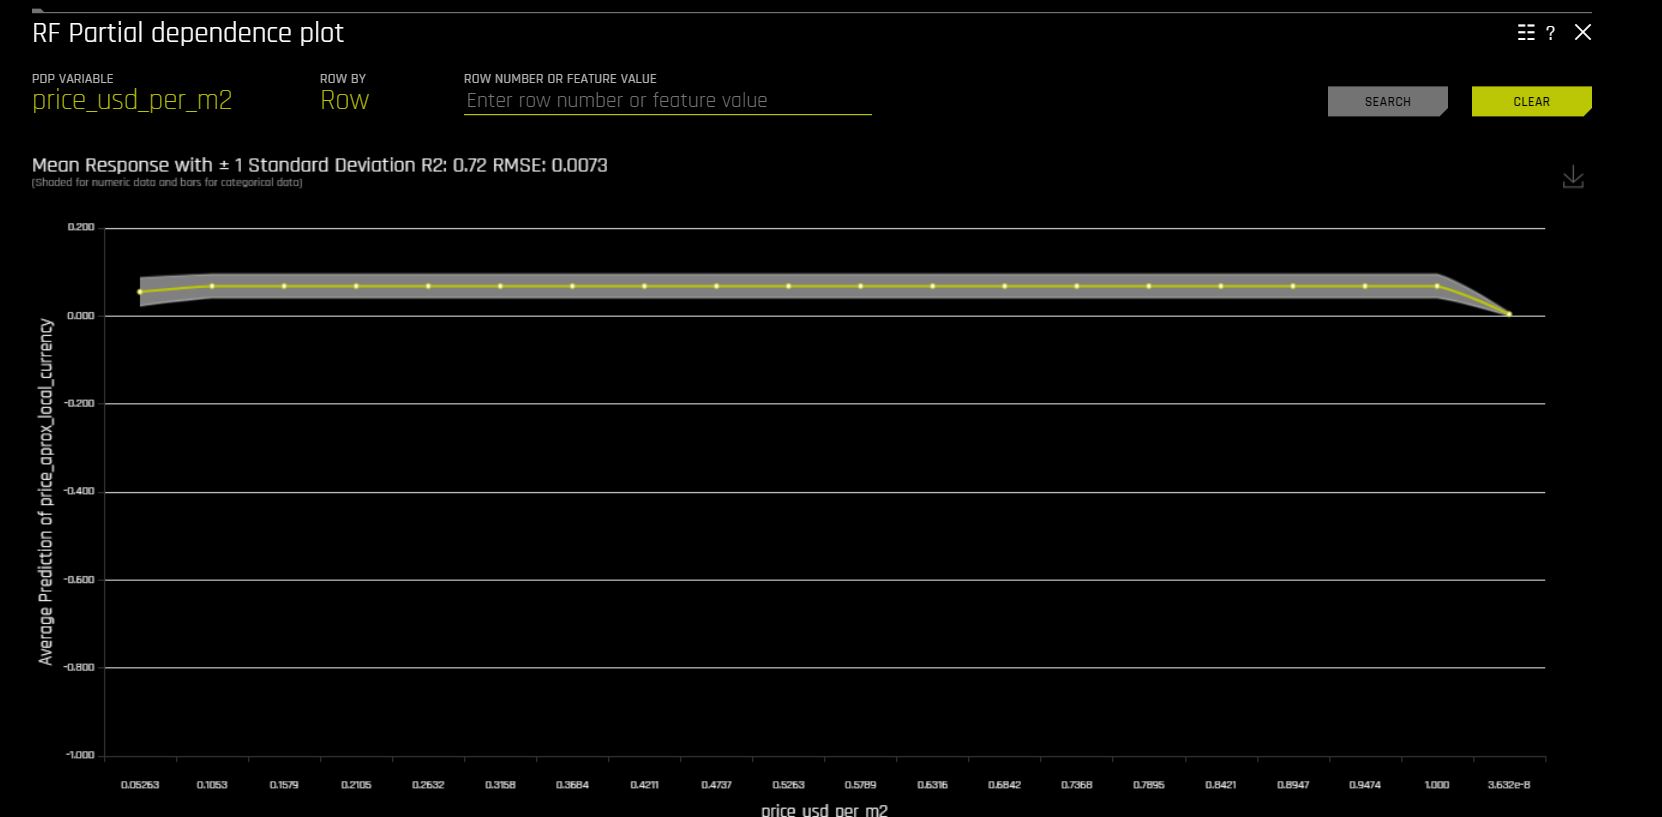 RF Partial dependence plot
?
PDP VARIABLE
price_usd_per_m2
ROW BY
Row
ROW NUMBER OR FEATURE VALUE
Enter row number or feature value
SEARCH
CLEAR
Mean Response with ± 1 Standard Deviation R2: 0.72 RMSE: 0.0073
(Shaded for numeric data and bars for categorical data)
Average Prediction of price_aprox_local_currency
0.200
0.000
-0.200
-0.400
-0.600
-0.800
-1.000
0.05263 0.1053 0.1579 0.2105 0.2632 0.3158 0.3684 0.4211 0.4737 0.5263 0.5789 0.6316 0.6842 0.7368 0.7895 0.8421 0.8947 0.9474 1.000 3.632e-8
price_usd_per_m2